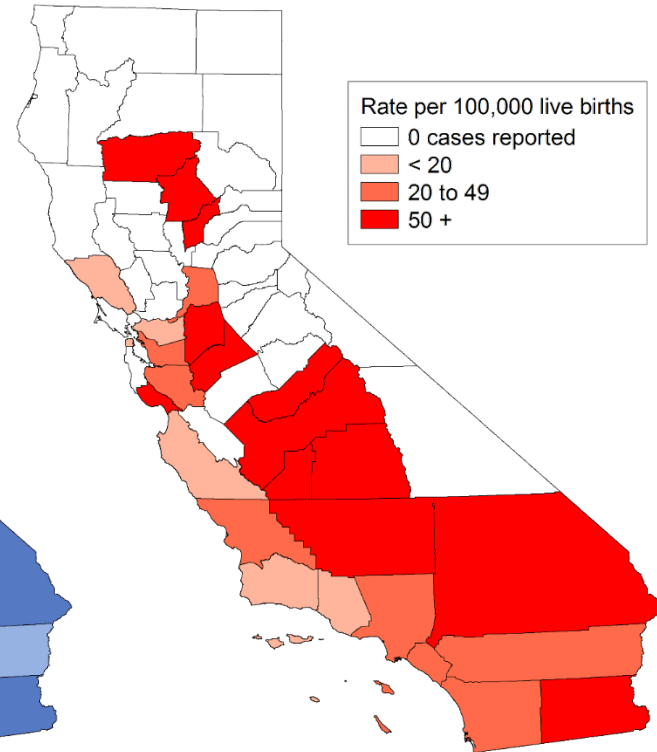 Rate per 100,000 live births
0 cases reported
< 20
20 to 49
50 +